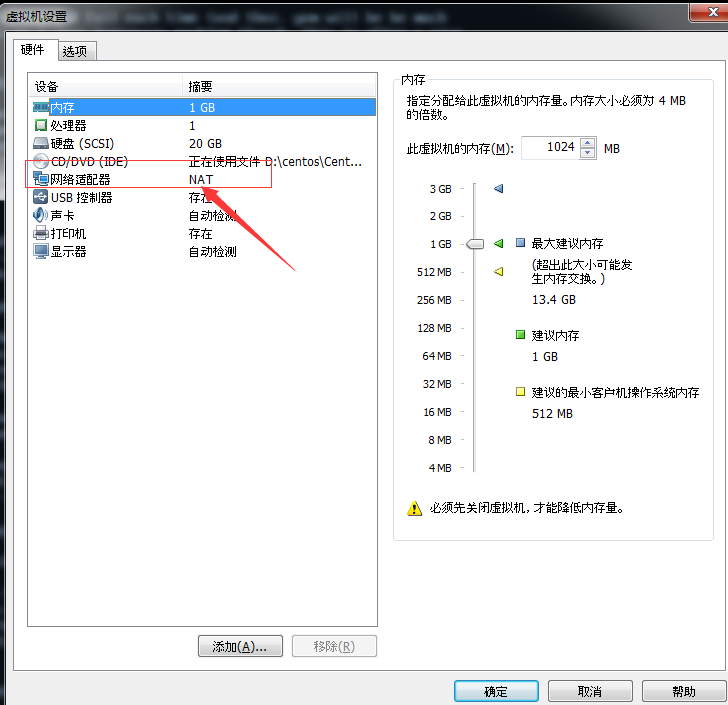 虚拟机设置
硬件 选项
设备 摘要
内存 1 GB
处理器 1
硬盘 (SCSI) 20 GB
CD/DVD (IDE) 正在使用文件 D:\centos\Cent...
网络适配器 NAT
USB 控制器 存在
声卡 自动检测
打印机 存在
显示器 自动检测
添加(A)... 移除(R)
内存
指定分配给此虚拟机的内存量。内存大小必须为 4 MB
的倍数。
此虚拟机的内存(M): 1024 MB
3 GB
2 GB
1 GB
512 MB
256 MB
128 MB
64 MB
32 MB
16 MB
8 MB
4 MB
最大建议内存
(超出此大小可能发
生内存交换。)
13.4 GB
建议内存
1 GB
建议的最小客户机操作系统内存
512 MB
必须先关闭虚拟机，才能降低内存量。
确定 取消 帮助